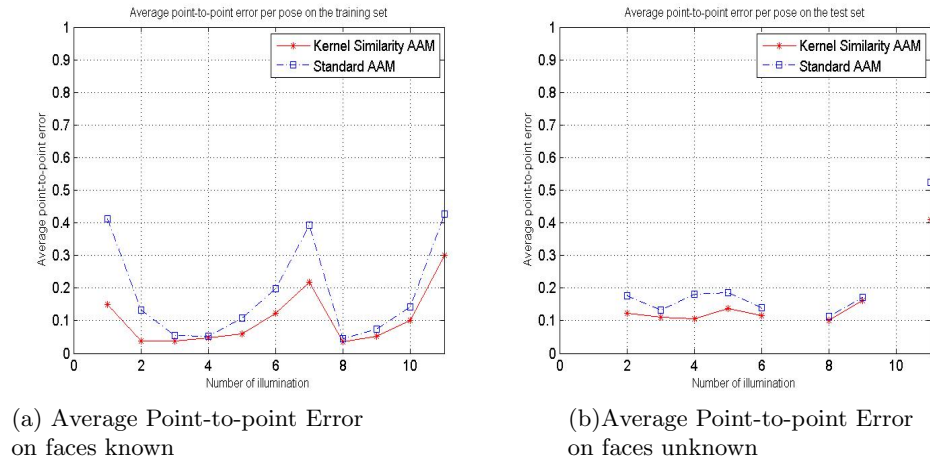 Average point-to-point error per pose on the training set
1
0.9
0.8
0.7
0.6
0.5
0.4
0.3
0.2
0.1
0
Average point-to-point error
Kernel Similarity AAM
Standard AAM
0 2 4 6 8 10
Number of illumination
(a) Average Point-to-point Error
on faces known
Average point-to-point error per pose on the test set
1
0.9
0.8
0.7
0.6
0.5
0.4
0.3
0.2
0.1
0
Average point-to-point error
Kernel Similarity AAM
Standard AAM
0 2 4 6 8 10
Number of illumination
(b)Average Point-to-point Error
on faces unknown